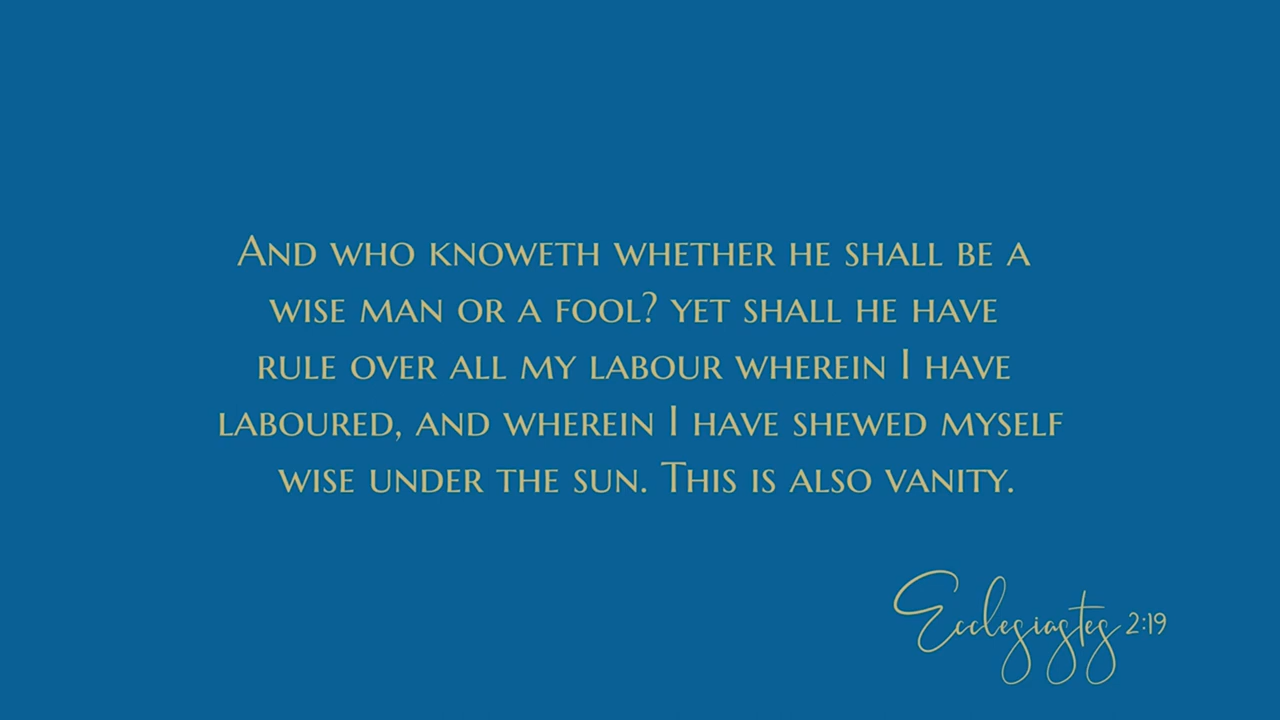 And who knoweth whether he shall be a
wise man or a fool? yet shall he have
rule over all my labour wherein I have
laboured, and wherein I have shewed myself
wise under the sun. This is also vanity.
Ecclesiastes 2:19